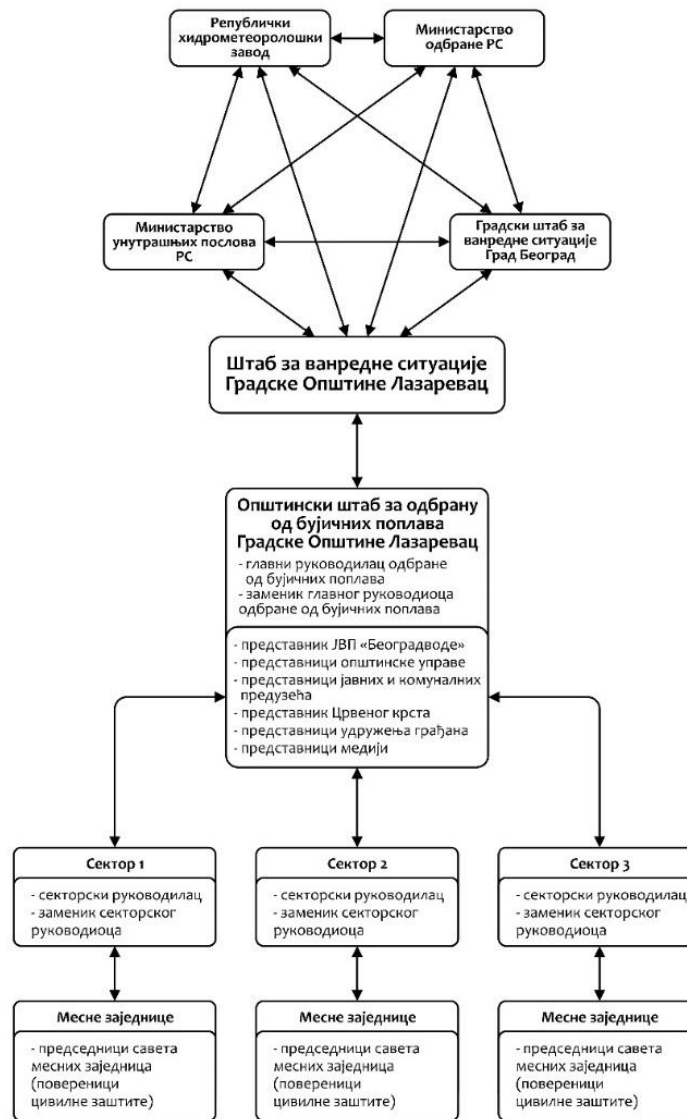 Републички
хидрометеоролошки
завод
Министарство
одбране РС
Министарство
унутрашњих послова
РС
Градски штаб за
ванредне ситуације
Град Београд
Штаб за ванредне ситуације
Градске Општине Лазаревац
Општински штаб за одбрану
од бујичних поплава
Градске Општине Лазаревац
- главни руководилац одбране
од бујичних поплава
- заменик главног руководиоца
одбране од бујичних поплава
- представник ЈВП «Београдводе»
- представници општинске управе
- представници јавних и комуналних
предузећа
- представник Црвеног крста
- представници удружења грађана
- представници медији
Сектор 1
- секторски руководилац
- заменик секторског
руководиоца
Сектор 2
- секторски руководилац
- заменик секторског
руководиоца
Сектор 3
- секторски руководилац
- заменик секторског
руководиоца
Месне заједнице
- председници савета
месних заједница
(повереници
цивилне заштите)
Месне заједнице
- председници савета
месних заједница
(повереници
цивилне заштите)
Месне заједнице
- председници савета
месних заједница
(повереници
цивилне заштите)